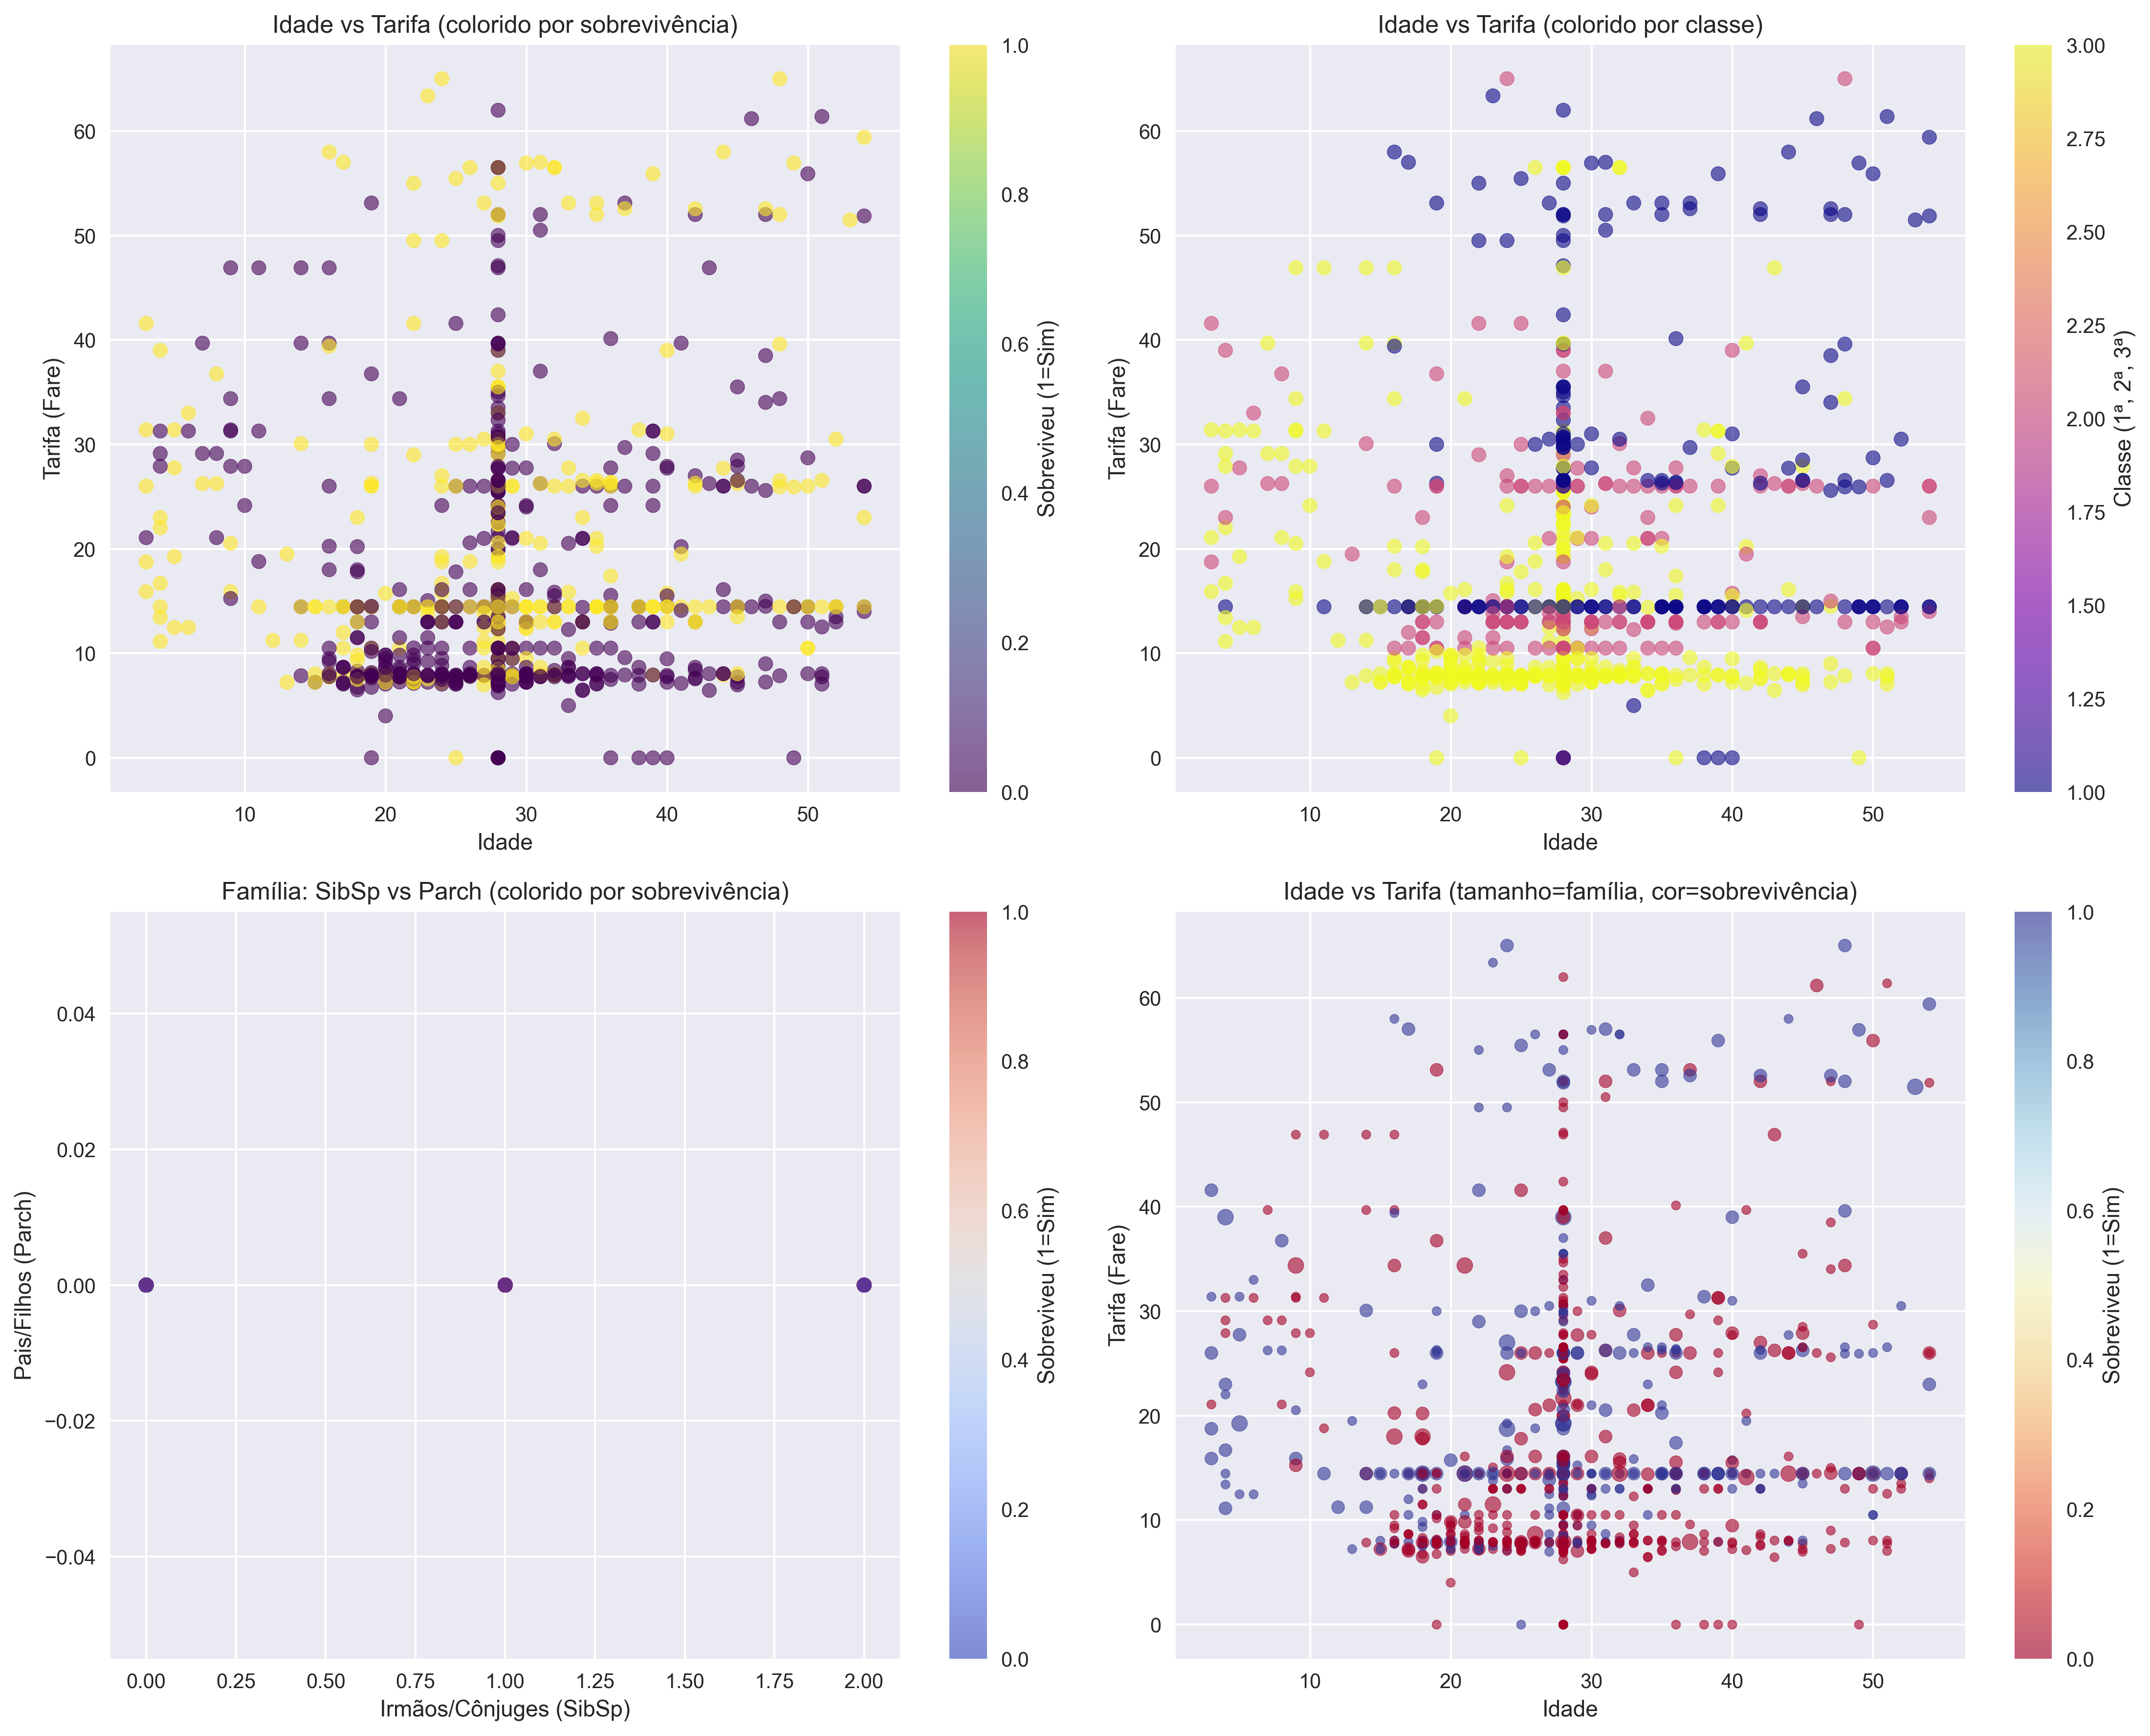 Idade vs Tarifa (colorido por sobrevivência)
Tarifa (Fare)
60
50
40
30
20
10
0
10 20 30 40 50
Idade
1.0
0.8
0.6
0.4
0.2
0.0
Sobreviveu (1=Sim)
Idade vs Tarifa (colorido por classe)
Tarifa (Fare)
60
50
40
30
20
10
0
10 20 30 40 50
Idade
3.00
2.75
2.50
2.25
2.00
1.75
1.50
1.25
1.00
Classe (1ª, 2ª, 3ª)
Família: SibSp vs Parch (colorido por sobrevivência)
Pais/Filhos (Parch)
0.04
0.02
0.00
−0.02
−0.04
0.00 0.25 0.50 0.75 1.00 1.25 1.50 1.75 2.00
Irmãos/Cônjuges (SibSp)
1.0
0.8
0.6
0.4
0.2
0.0
Sobreviveu (1=Sim)
Idade vs Tarifa (tamanho=família, cor=sobrevivência)
Tarifa (Fare)
60
50
40
30
20
10
0
10 20 30 40 50
Idade
1.0
0.8
0.6
0.4
0.2
0.0
Sobreviveu (1=Sim)